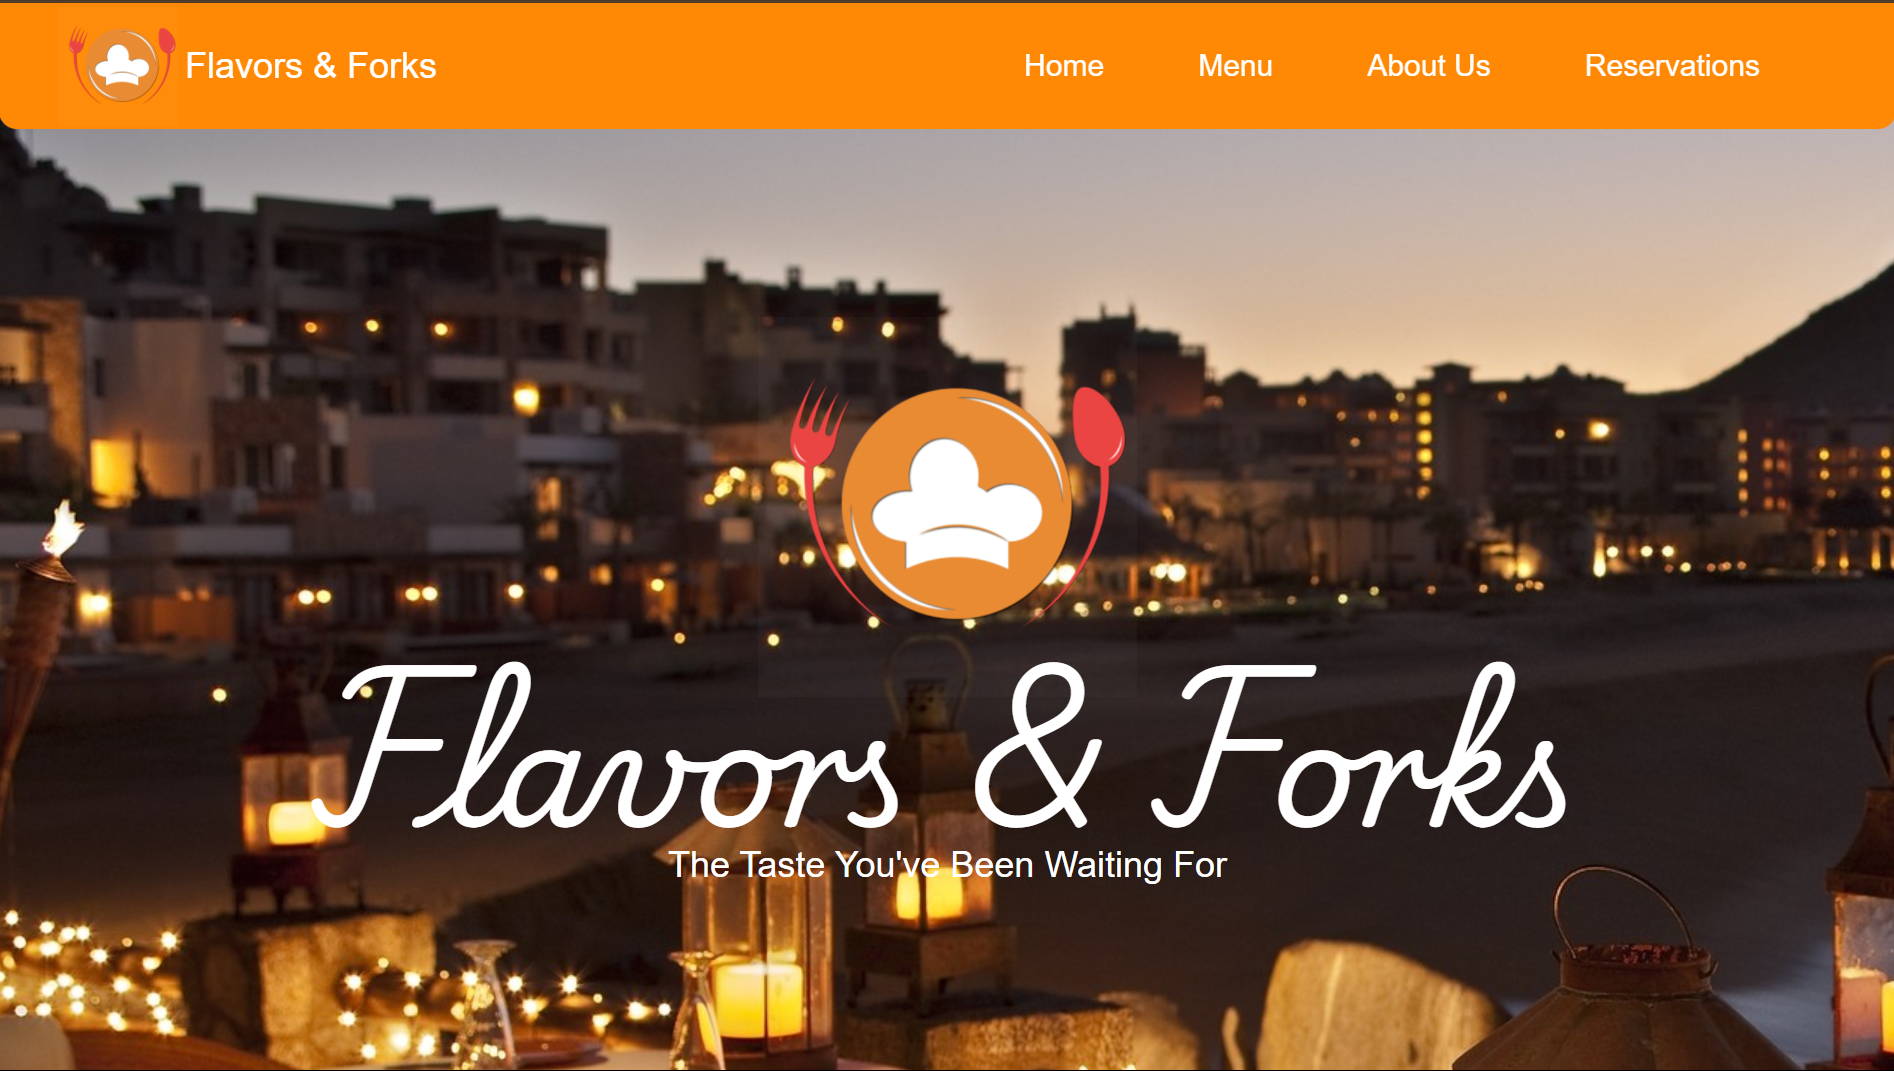 Flavors & Forks
Home
Menu
About Us
Reservations
Flavors & Forks
The Taste You've Been Waiting For